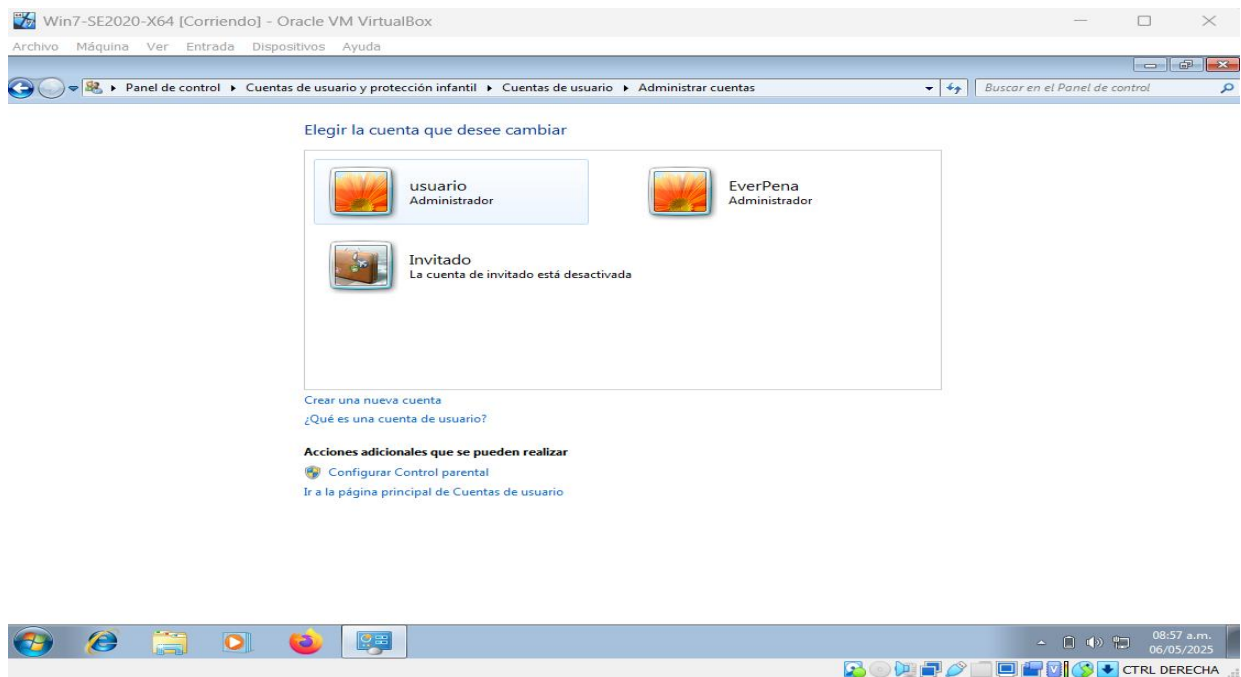 Win7-SE2020-X64 [Corriendo] - Oracle VM VirtualBox
Archivo Máquina Ver Entrada Dispositivos Ayuda
Panel de control Cuentas de usuario y protección infantil Cuentas de usuario Administrar cuentas Buscar en el Panel de control
Elegir la cuenta que desee cambiar
usuario
Administrador
EverPena
Administrador
Invitado
La cuenta de invitado está desactivada
Crear una nueva cuenta
¿Qué es una cuenta de usuario?
Acciones adicionales que se pueden realizar
Configurar Control parental
Ir a la página principal de Cuentas de usuario
08:57 a.m.
06/05/2025
CTRL DERECHA